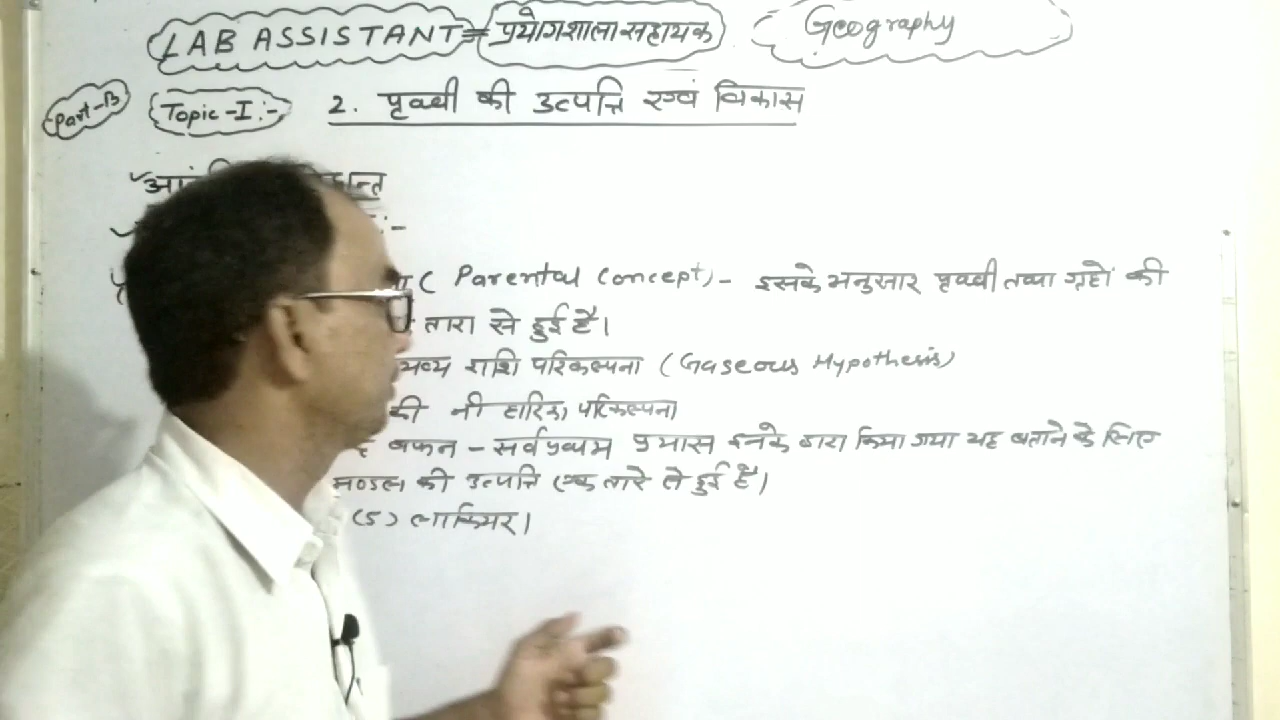 LAB ASSISTANT = प्रयोगशाला सहायक Geography
Part-B Topic-I:- 2. पृथ्वी की उत्पत्ति एवं विकास
:-
( Parental Concept) - इसके अनुसार पृथ्वी तथा ग्रहों की
तारा से हुई है।
राशि परिकल्पना (Gaseous Hypothesis)
की नीहारिका परिकल्पना
बफन - सर्वप्रथम प्रयास इनके द्वारा किया गया यह बताने के लिए
की उत्पत्ति एक तारे से हुई है।
(5) लाकियर।